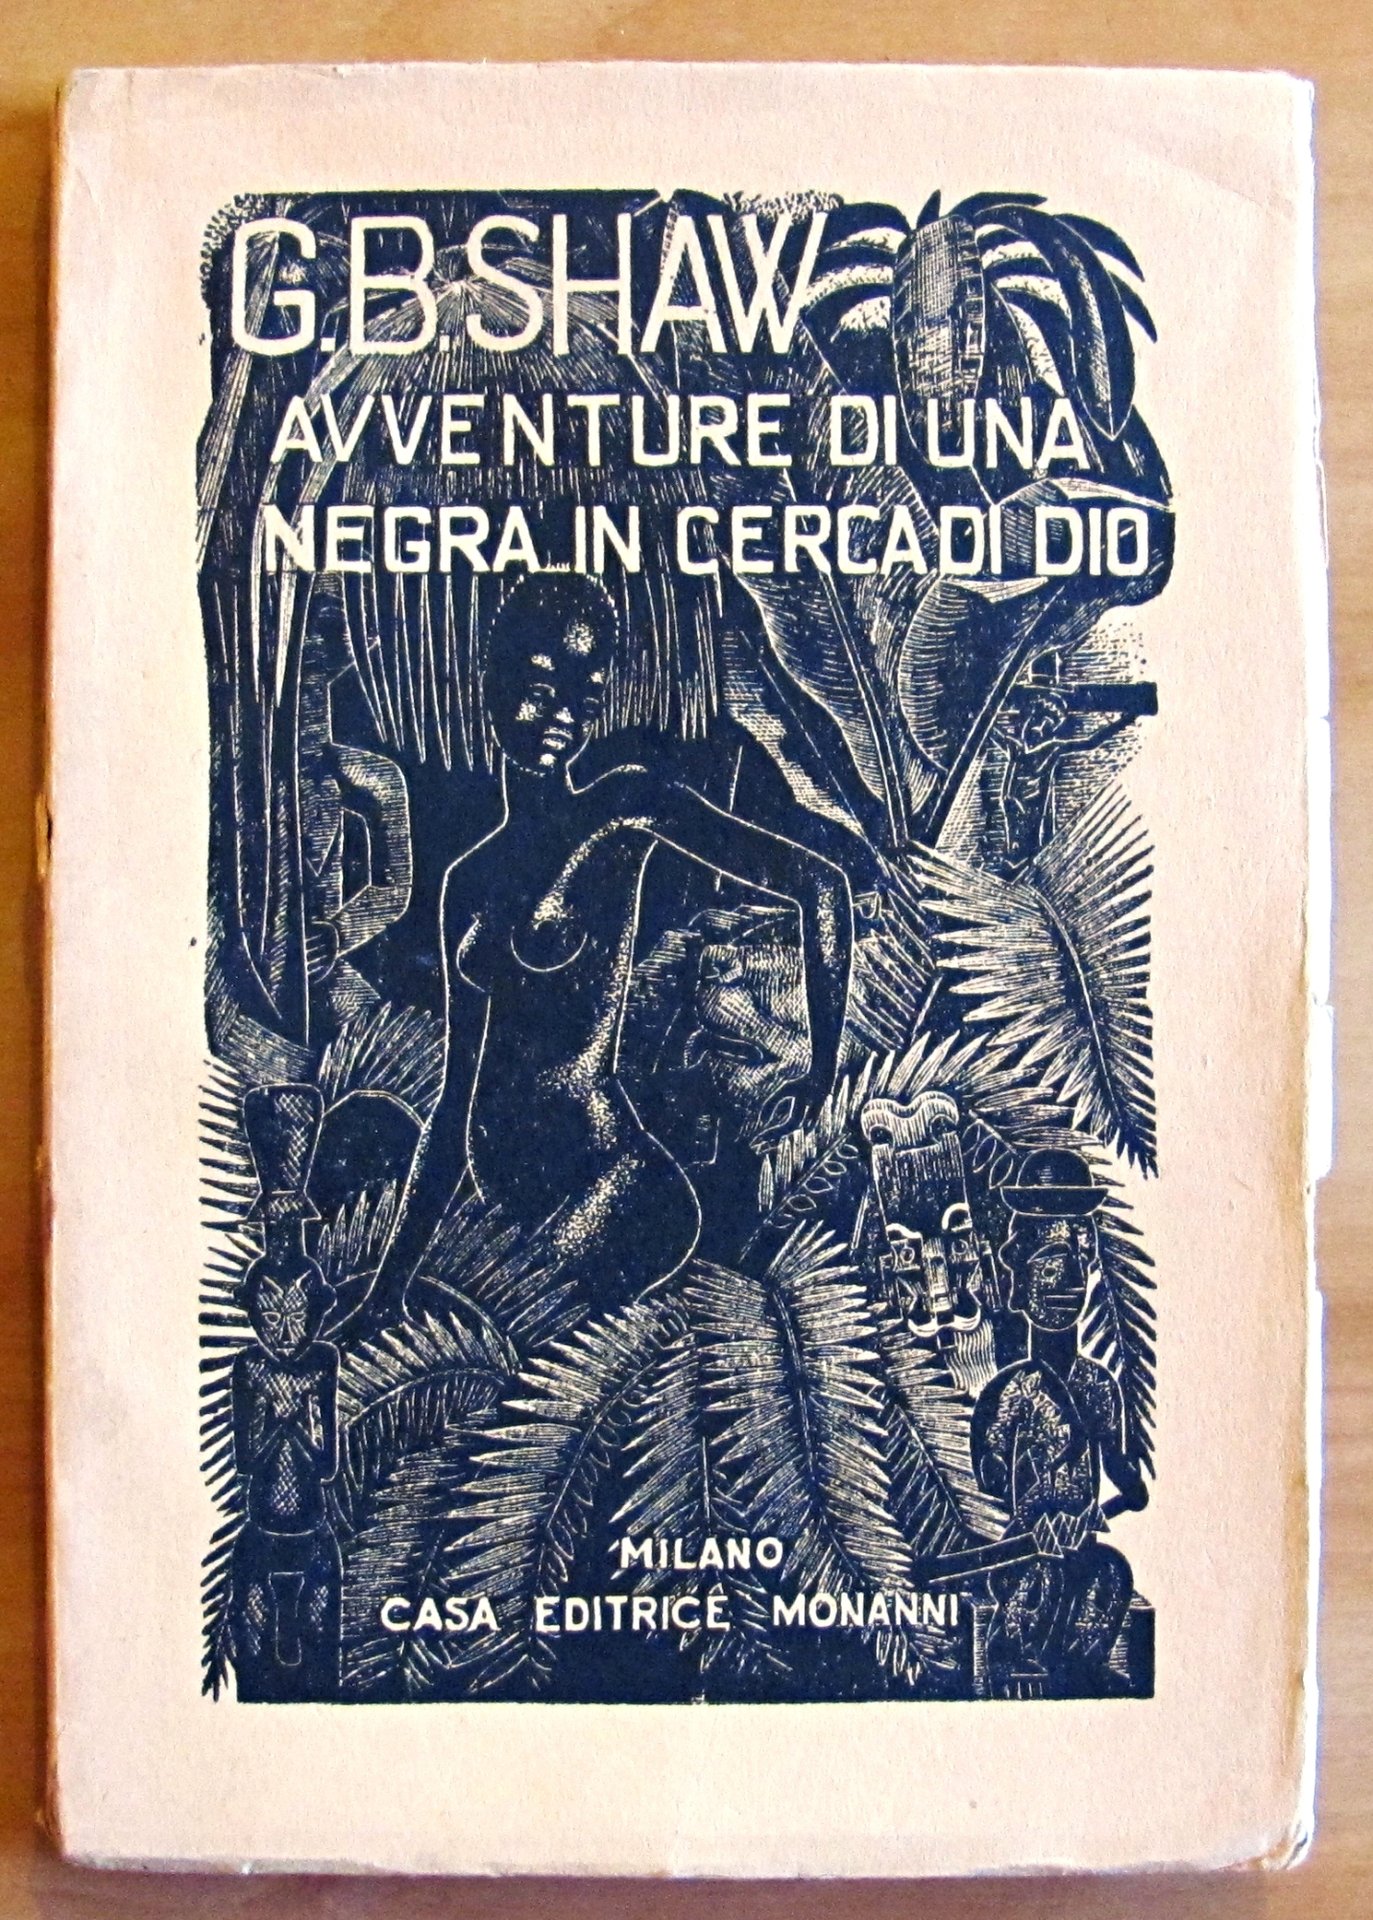 G.B.SHAW
AVVENTURE DI UNA
NEGRA IN CERCA DI DIO
MILANO
CASA EDITRICE MONANNI